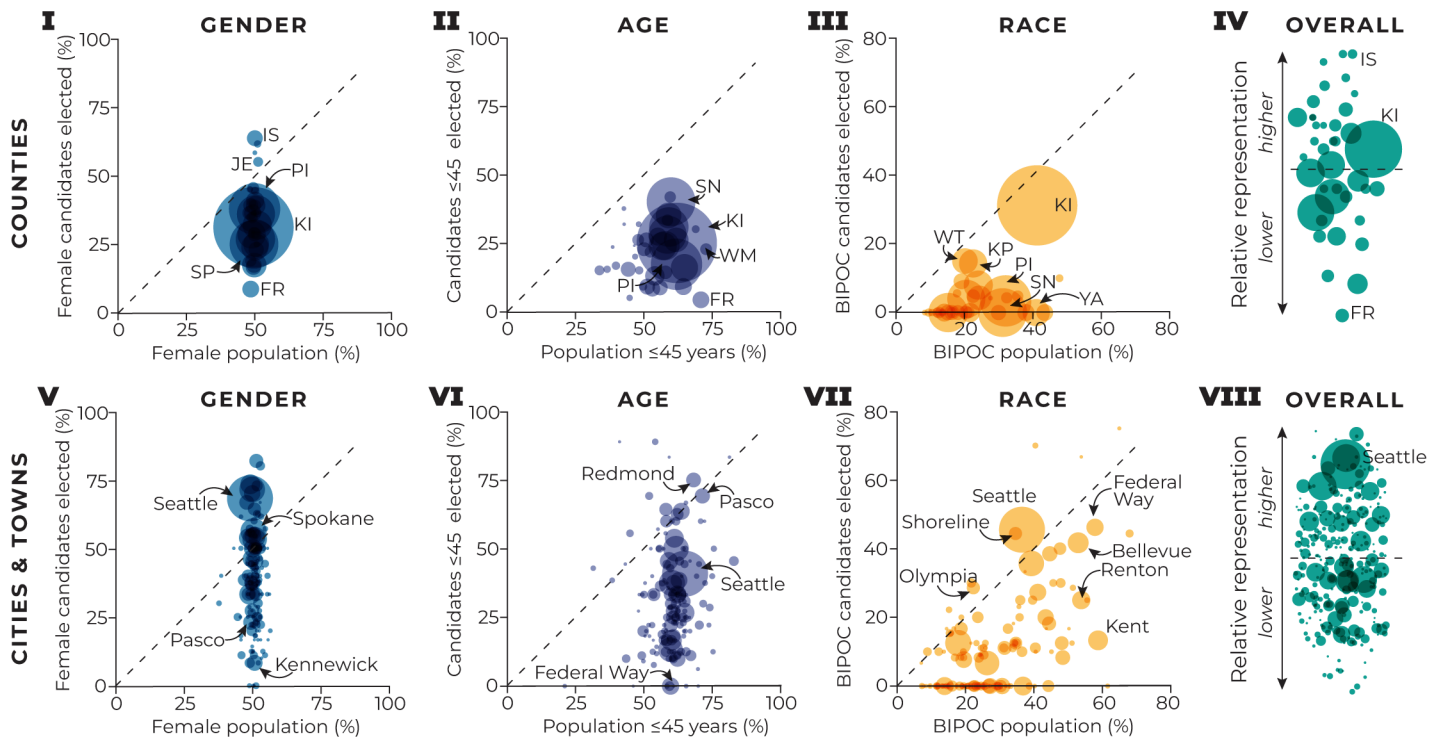 I
GENDER
II
AGE
III
RACE
IV
OVERALL
COUNTIES
Female candidates elected (%)
100
75
50
25
0
IS
JE
PI
KI
SP
FR
0 25 50 75 100
Female population (%)
Candidates ≤45 elected (%)
100
75
50
25
0
SN
KI
WM
PI
FR
0 25 50 75 100
Population ≤45 years (%)
BIPOC candidates elected (%)
80
60
40
20
0
KI
WT
KP
PI
SN
YA
0 20 40 60 80
BIPOC population (%)
Relative representation
higher
lower
IS
KI
FR
V
GENDER
VI
AGE
VII
RACE
VIII
OVERALL
CITIES & TOWNS
Female candidates elected (%)
100
75
50
25
0
Seattle
Spokane
Pasco
Kennewick
0 25 50 75 100
Female population (%)
Candidates ≤45 elected (%)
100
75
50
25
0
Redmond
Pasco
Seattle
Federal Way
0 25 50 75 100
Population ≤45 years (%)
BIPOC candidates elected (%)
80
60
40
20
0
Seattle
Federal
Way
Shoreline
Bellevue
Renton
Olympia
Kent
0 20 40 60 80
BIPOC population (%)
Relative representation
higher
lower
Seattle